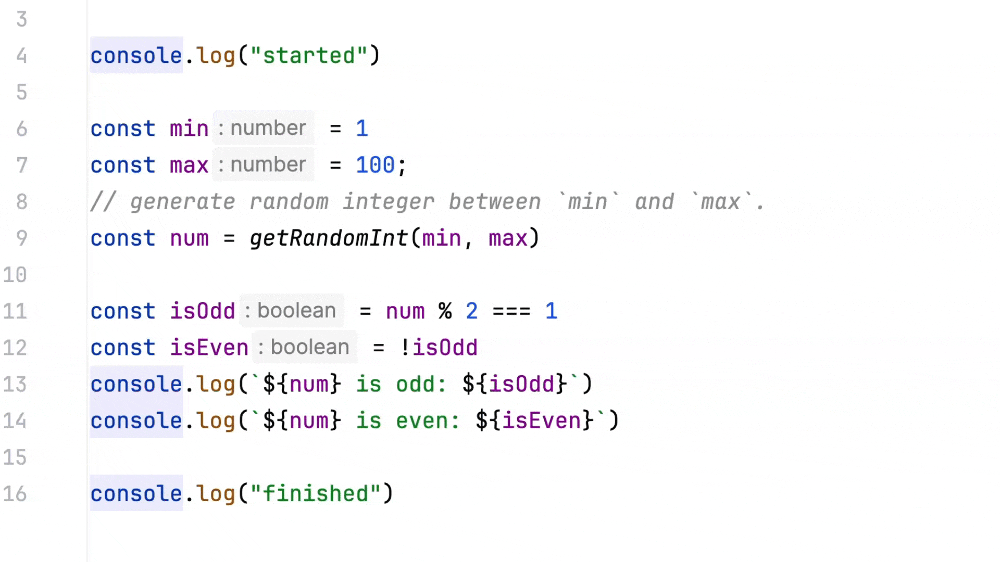 3
4 console.log("started")
5
6 const min : number = 1
7 const max : number = 100;
8 // generate random integer between `min` and `max`.
9 const num = getRandomInt(min, max)
10
11 const isOdd : boolean = num % 2 === 1
12 const isEven : boolean = !isOdd
13 console.log(`${num} is odd: ${isOdd}`)
14 console.log(`${num} is even: ${isEven}`)
15
16 console.log("finished")